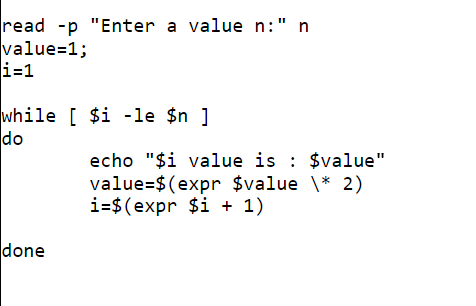 read -p "Enter a value n:" n
value=1;
i=1
while [ $i -le $n ]
do
echo "$i value is : $value"
value=$(expr $value \* 2)
i=$(expr $i + 1)
done